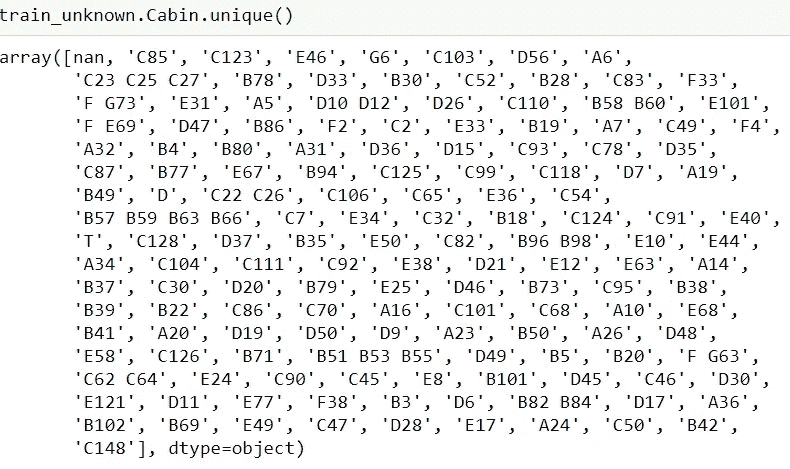 train_unknown.Cabin.unique()
array([nan, 'C85', 'C123', 'E46', 'G6', 'C103', 'D56', 'A6',
'C23 C25 C27', 'B78', 'D33', 'B30', 'C52', 'B28', 'C83', 'F33',
'F G73', 'E31', 'A5', 'D10 D12', 'D26', 'C110', 'B58 B60', 'E101',
'F E69', 'D47', 'B86', 'F2', 'C2', 'E33', 'B19', 'A7', 'C49', 'F4',
'A32', 'B4', 'B80', 'A31', 'D36', 'D15', 'C93', 'C78', 'D35',
'C87', 'B77', 'E67', 'B94', 'C125', 'C99', 'C118', 'D7', 'A19',
'B49', 'D', 'C22 C26', 'C106', 'C65', 'E36', 'C54',
'B57 B59 B63 B66', 'C7', 'E34', 'C32', 'B18', 'C124', 'C91', 'E40',
'T', 'C128', 'D37', 'B35', 'E50', 'C82', 'B96 B98', 'E10', 'E44',
'A34', 'C104', 'C111', 'C92', 'E38', 'D21', 'E12', 'E63', 'A14',
'B37', 'C30', 'D20', 'B79', 'E25', 'D46', 'B73', 'C95', 'B38',
'B39', 'B22', 'C86', 'C70', 'A16', 'C101', 'C68', 'A10', 'E68',
'B41', 'A20', 'D19', 'D50', 'D9', 'A23', 'B50', 'A26', 'D48',
'E58', 'C126', 'B71', 'B51 B53 B55', 'D49', 'B5', 'B20', 'F G63',
'C62 C64', 'E24', 'C90', 'C45', 'E8', 'B101', 'D45', 'C46', 'D30',
'E121', 'D11', 'E77', 'F38', 'B3', 'D6', 'B82 B84', 'D17', 'A36',
'B102', 'B69', 'E49', 'C47', 'D28', 'E17', 'A24', 'C50', 'B42',
'C148'], dtype=object)